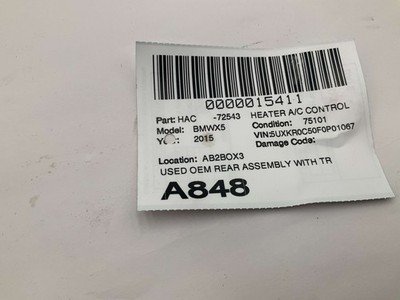 0000015411
Part: HAC -72543 HEATER A/C CONTROL
Model: BMWX5 Condition: 75101
2015 VIN:5UXKR0C50F0P01067
Damage Code:
Location: AB2BOX3
USED OEM REAR ASSEMBLY WITH TR
A848